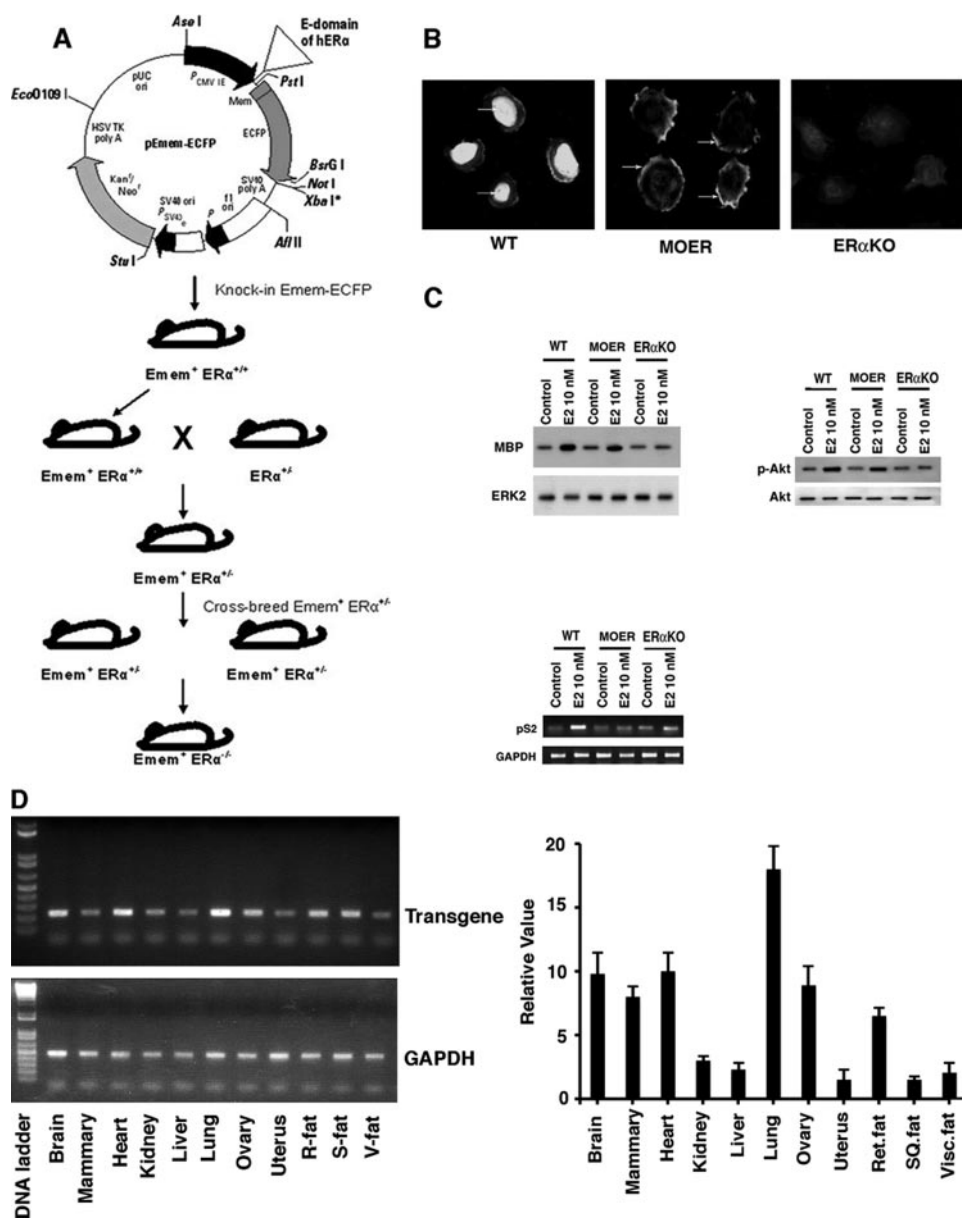 A
Ase I
E-domain
of hERα
Pst I
pUC
ori
P CMV IE
Mem
EcoO109 I
HSV TK
poly A
ECFP
pEmem-ECFP
BsrG I
Not I
Xba I*
SV40
poly A
Kanr/
Neor
SV40 ori
P SV40 e
P
f1
ori
Afl II
Stu I
Knock-in Emem-ECFP
Emem+ ERα+/+
X
Emem+ ERα+/+
ERα+/-
Emem+ ERα+/-
Cross-breed Emem+ ERα+/-
Emem+ ERα+/-
Emem+ ERα+/-
Emem+ ERα-/-
B
WT
MOER
ERαKO
C
WT MOER ERαKO
Control E2 10 nM Control E2 10 nM Control E2 10 nM
MBP
ERK2
WT MOER ERαKO
Control E2 10 nM Control E2 10 nM Control E2 10 nM
p-Akt
Akt
WT MOER ERαKO
Control E2 10 nM Control E2 10 nM Control E2 10 nM
pS2
GAPDH
D
Transgene
GAPDH
DNA ladder Brain Mammary Heart Kidney Liver Lung Ovary Uterus R-fat S-fat V-fat
Relative Value
20
15
10
5
0
Brain Mammary Heart Kidney Liver Lung Ovary Uterus Ret.fat SQ.fat Visc.fat